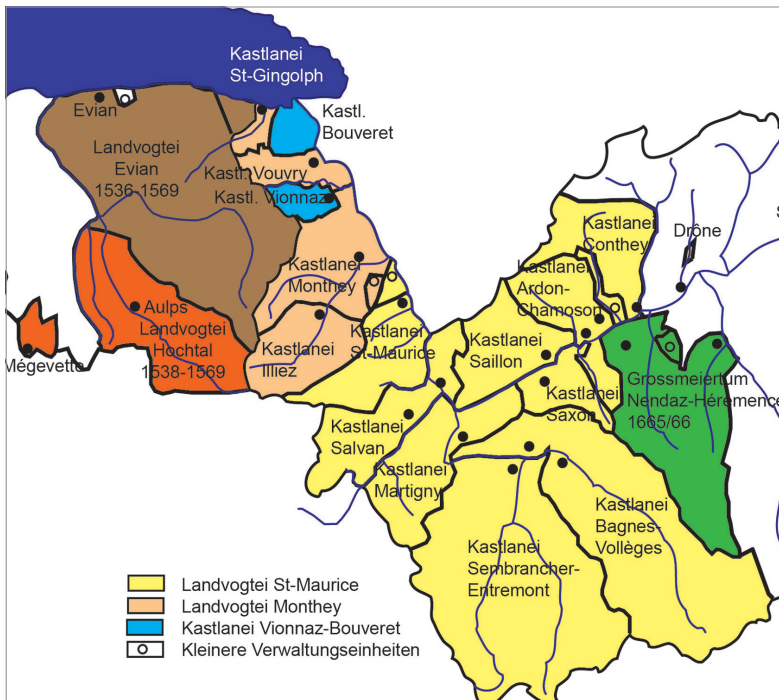 Kastlanei
St-Gingolph
Evian
Kastl.
Bouveret
Landvogtei
Evian
1536-1569
Kastl. Vouvry
Kastl. Vionnaz
Kastlanei
Conthey
Drône
Kastlanei
Monthey
Kastlanei
Ardon-
Chamoson
Aulps
Landvogtei
Hochtal
1538-1569
Mégevette
Kastlanei
Illiez
Kastlanei
St-Maurice
Kastlanei
Saillon
Kastlanei
Saxon
Grossmeiertum
Nendaz-Hérémence
1665/66
Kastlanei
Salvan
Kastlanei
Martigny
Kastlanei
Bagnes-
Vollèges
Kastlanei
Sembrancher-
Entremont
Landvogtei St-Maurice
Landvogtei Monthey
Kastlanei Vionnaz-Bouveret
Kleinere Verwaltungseinheiten